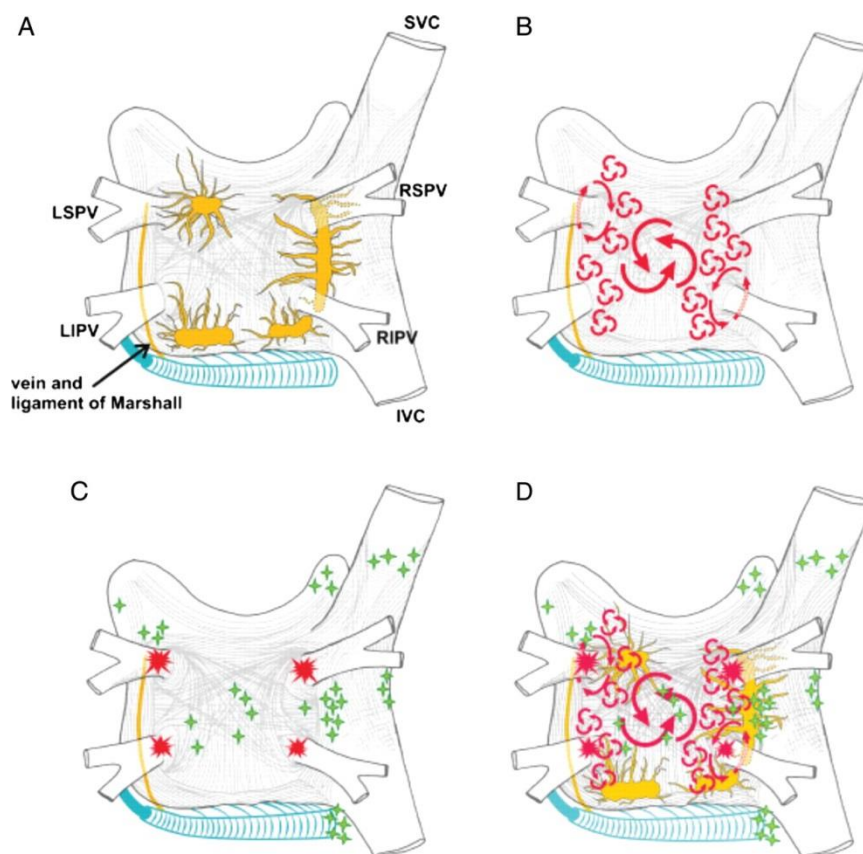 A
SVC
B
RSPV
LSPV
LIPV
RIPV
vein and
ligament of Marshall
IVC
C
D